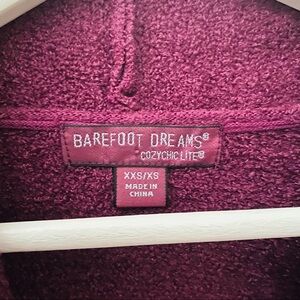 BAREFOOT DREAMS®
COZYCHIC LITE®
XXS/XS
MADE IN
CHINA